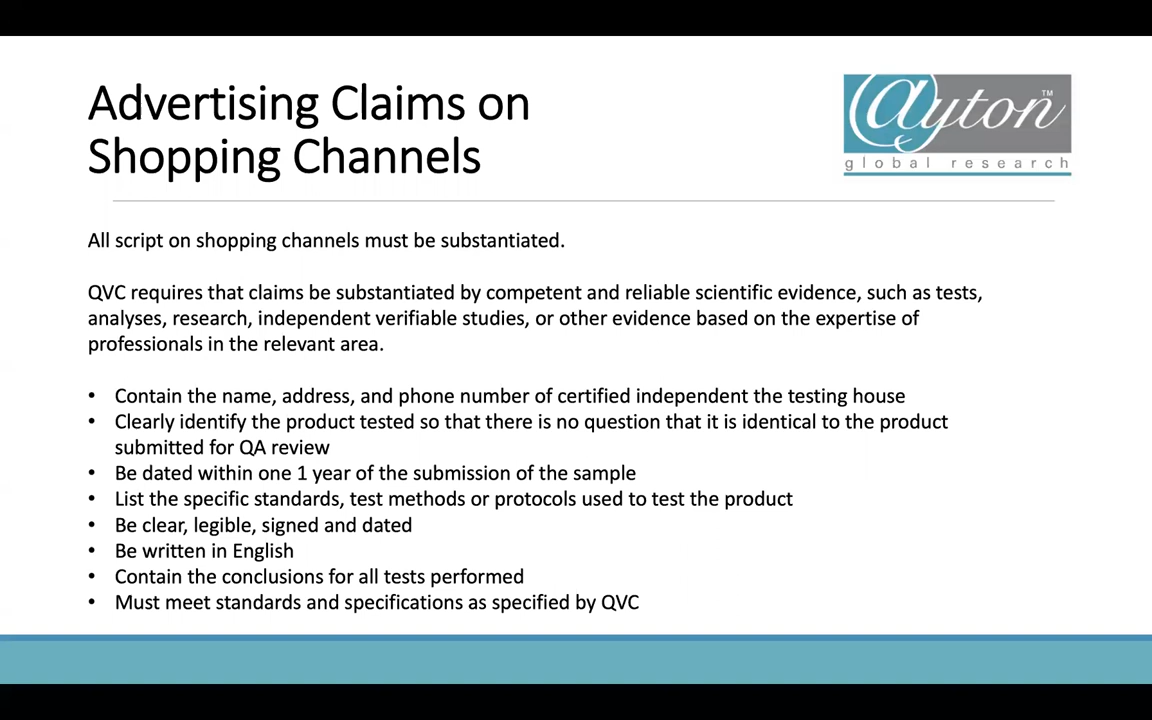 Advertising Claims on
Shopping Channels
@yton™
global research
All script on shopping channels must be substantiated.
QVC requires that claims be substantiated by competent and reliable scientific evidence, such as tests,
analyses, research, independent verifiable studies, or other evidence based on the expertise of
professionals in the relevant area.
• Contain the name, address, and phone number of certified independent the testing house
• Clearly identify the product tested so that there is no question that it is identical to the product
submitted for QA review
• Be dated within one 1 year of the submission of the sample
• List the specific standards, test methods or protocols used to test the product
• Be clear, legible, signed and dated
• Be written in English
• Contain the conclusions for all tests performed
• Must meet standards and specifications as specified by QVC